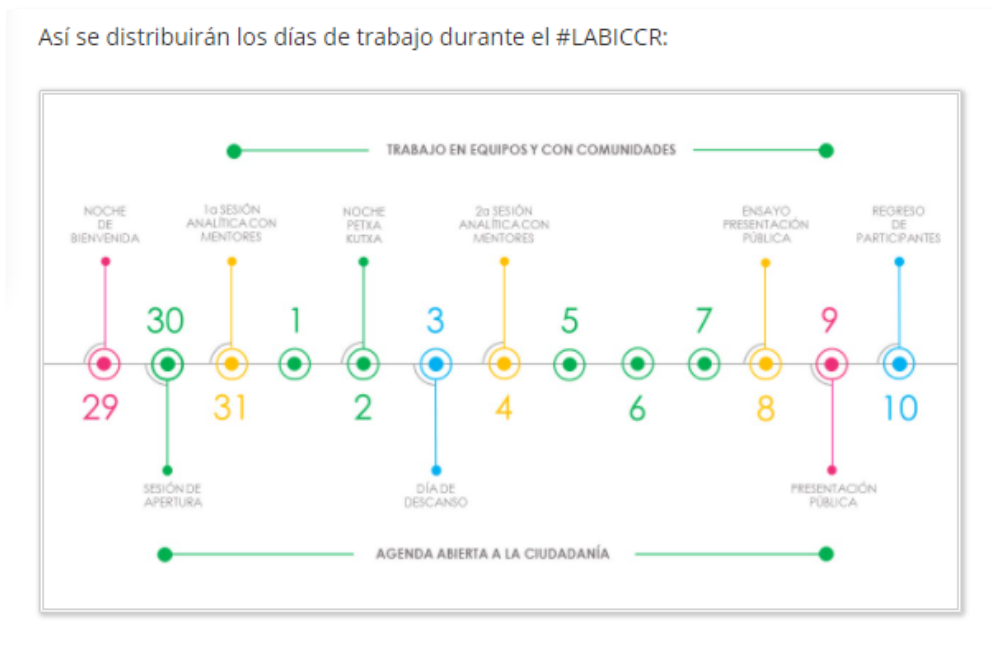 Así se distribuirán los días de trabajo durante el #LABICCR:
TRABAJO EN EQUIPOS Y CON COMUNIDADES
NOCHE
DE
BIENVENIDA
1a SESIÓN
ANALÍTICA CON
MENTORES
NOCHE
PETXA
KUTXA
2a SESIÓN
ANALÍTICA CON
MENTORES
ENSAYO
PRESENTACIÓN
PÚBLICA
REGRESO
DE
PARTICIPANTES
30
1
3
5
7
9
29
31
2
4
6
8
10
SESIÓN DE
APERTURA
DÍA DE
DESCANSO
PRESENTACIÓN
PÚBLICA
AGENDA ABIERTA A LA CIUDADANÍA